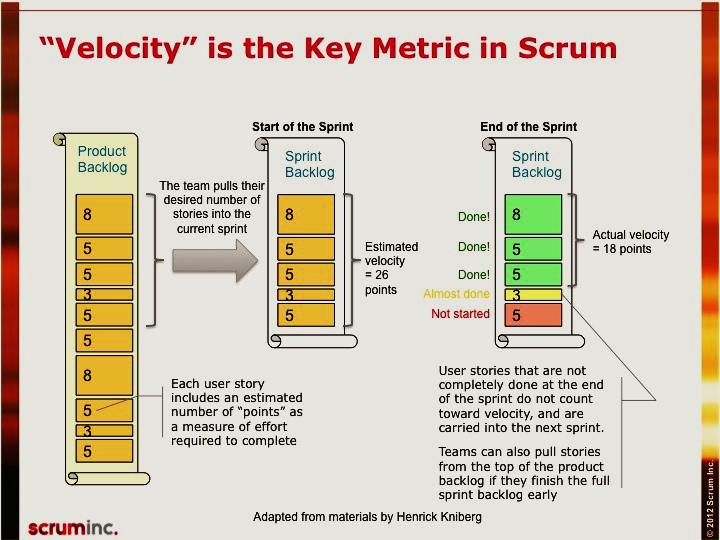 “Velocity” is the Key Metric in Scrum
Product
Backlog
8
5
5
3
5
5
8
5
3
5
The team pulls their
desired number of
stories into the
current sprint
Each user story
includes an estimated
number of “points” as
a measure of effort
required to complete
Start of the Sprint
Sprint
Backlog
8
5
5
3
5
Estimated
velocity
= 26
points
End of the Sprint
Sprint
Backlog
Done! 8
Done! 5
Done! 5
Almost done 3
Not started 5
Actual velocity
= 18 points
User stories that are not
completely done at the end
of the sprint do not count
toward velocity, and are
carried into the next sprint.
Teams can also pull stories
from the top of the product
backlog if they finish the full
sprint backlog early
Adapted from materials by Henrick Kniberg
scruminc.
© 2012 Scrum Inc.